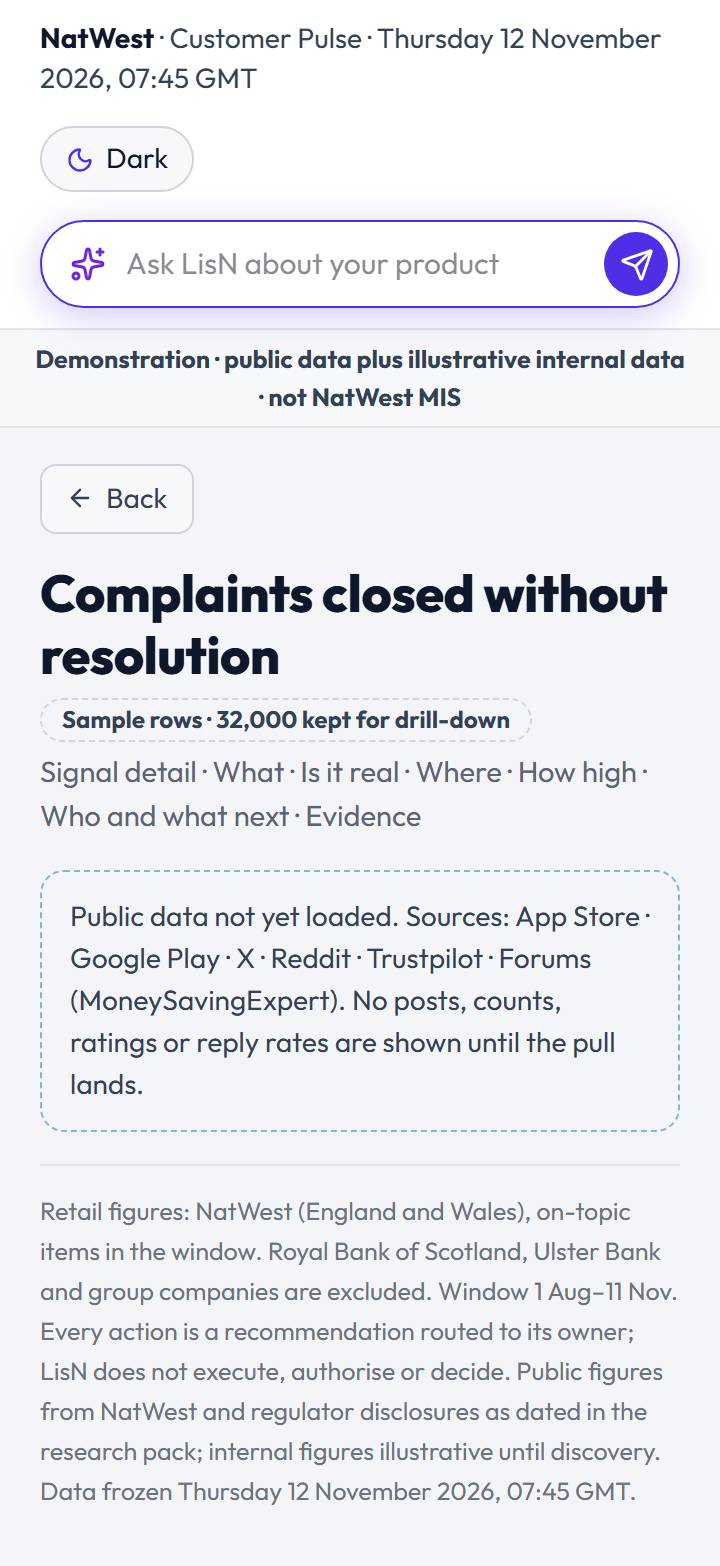 NatWest · Customer Pulse · Thursday 12 November
2026, 07:45 GMT
Dark
Ask LisN about your product
Demonstration · public data plus illustrative internal data
· not NatWest MIS
Back
Complaints closed without
resolution
Sample rows · 32,000 kept for drill-down
Signal detail · What · Is it real · Where · How high ·
Who and what next · Evidence
Public data not yet loaded. Sources: App Store ·
Google Play · X · Reddit · Trustpilot · Forums
(MoneySavingExpert). No posts, counts,
ratings or reply rates are shown until the pull
lands.
Retail figures: NatWest (England and Wales), on-topic
items in the window. Royal Bank of Scotland, Ulster Bank
and group companies are excluded. Window 1 Aug–11 Nov.
Every action is a recommendation routed to its owner;
LisN does not execute, authorise or decide. Public figures
from NatWest and regulator disclosures as dated in the
research pack; internal figures illustrative until discovery.
Data frozen Thursday 12 November 2026, 07:45 GMT.